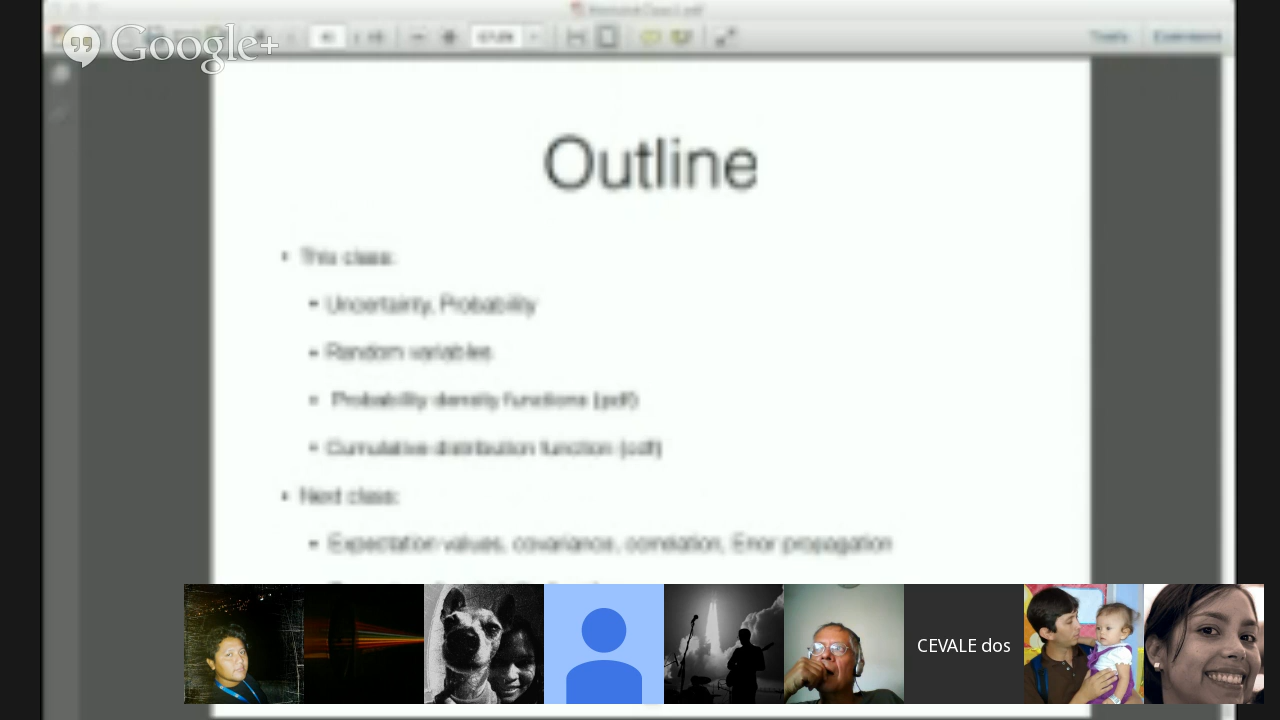 Google+
Outline
• This class:
• Uncertainty, Probability
• Random variables
• Probability density functions (pdf)
• Cumulative distribution function (cdf)
• Next class:
• Expectation values, covariance, correlation, Error propagation
CEVALE dos